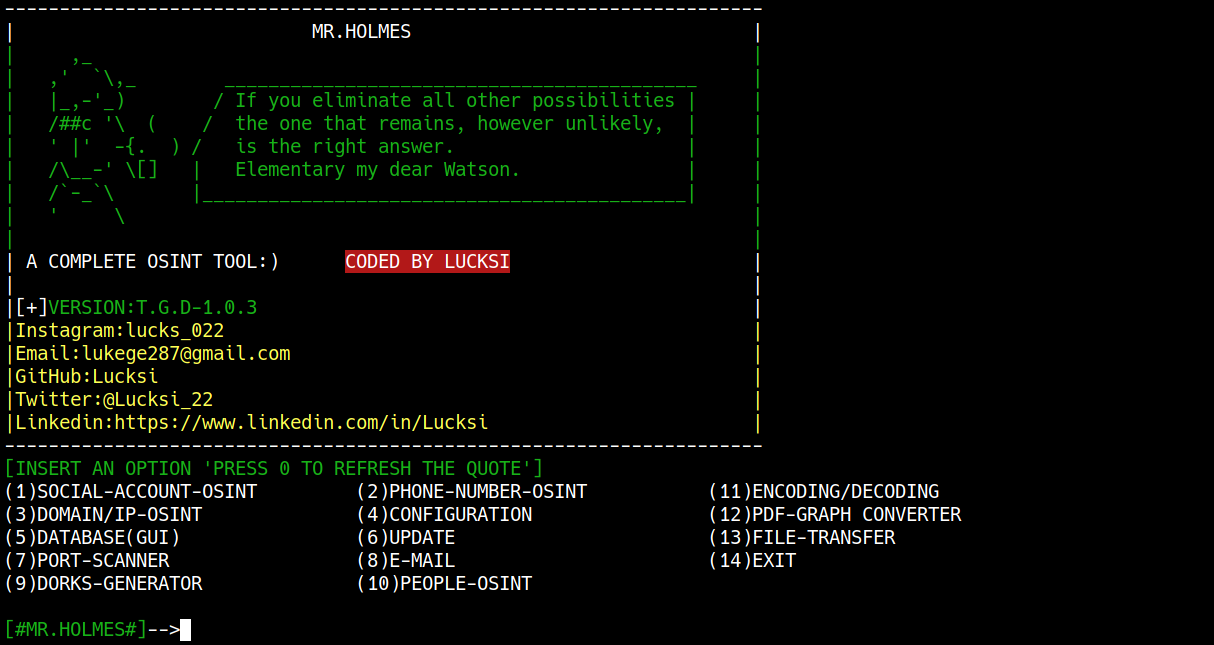 MR.HOLMES
If you eliminate all other possibilities
the one that remains, however unlikely,
is the right answer.
Elementary my dear Watson.
A COMPLETE OSINT TOOL:) CODED BY LUCKSI
[+]VERSION:T.G.D-1.0.3
Instagram:lucks_022
Email:lukege287@gmail.com
GitHub:Lucksi
Twitter:@Lucksi_22
Linkedin:https://www.linkedin.com/in/Lucksi
[INSERT AN OPTION 'PRESS 0 TO REFRESH THE QUOTE']
(1)SOCIAL-ACCOUNT-OSINT (2)PHONE-NUMBER-OSINT (11)ENCODING/DECODING
(3)DOMAIN/IP-OSINT (4)CONFIGURATION (12)PDF-GRAPH CONVERTER
(5)DATABASE(GUI) (6)UPDATE (13)FILE-TRANSFER
(7)PORT-SCANNER (8)E-MAIL (14)EXIT
(9)DORKS-GENERATOR (10)PEOPLE-OSINT
[#MR.HOLMES#]-->